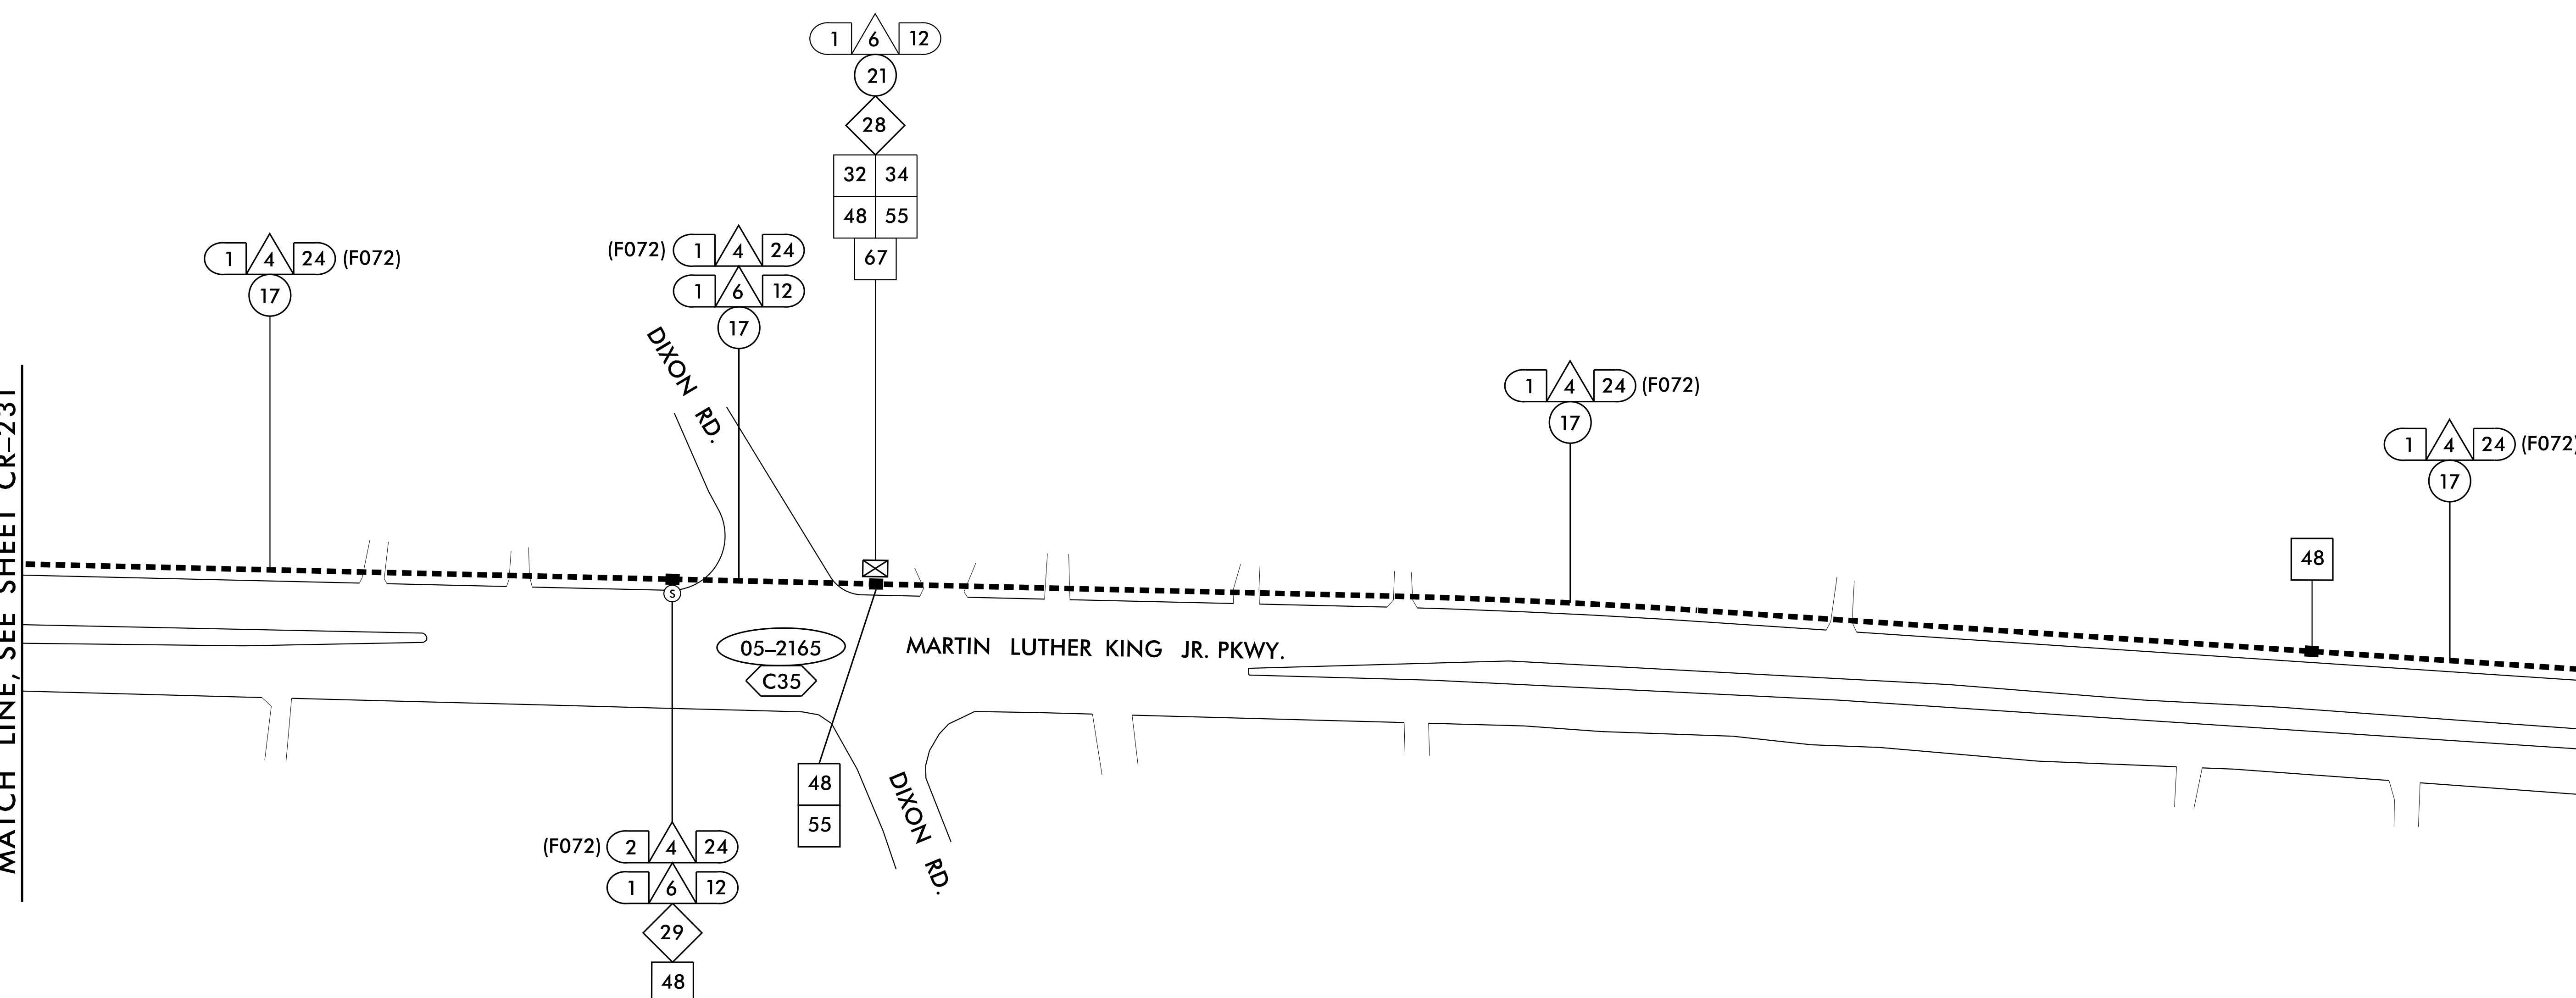 1 6 12
21
28
32 34
48 55
67
1 4 24 (F072)
17
(F072) 1 4 24
1 6 12
17
DIXON RD.
1 4 24 (F072)
17
1 4 24 (F072)
17
48
MATCH LINE, SEE SHEET CR–231
S
05–2165
C35
MARTIN LUTHER KING JR. PKWY.
48
55
DIXON RD.
(F072) 2 4 24
1 6 12
29
48